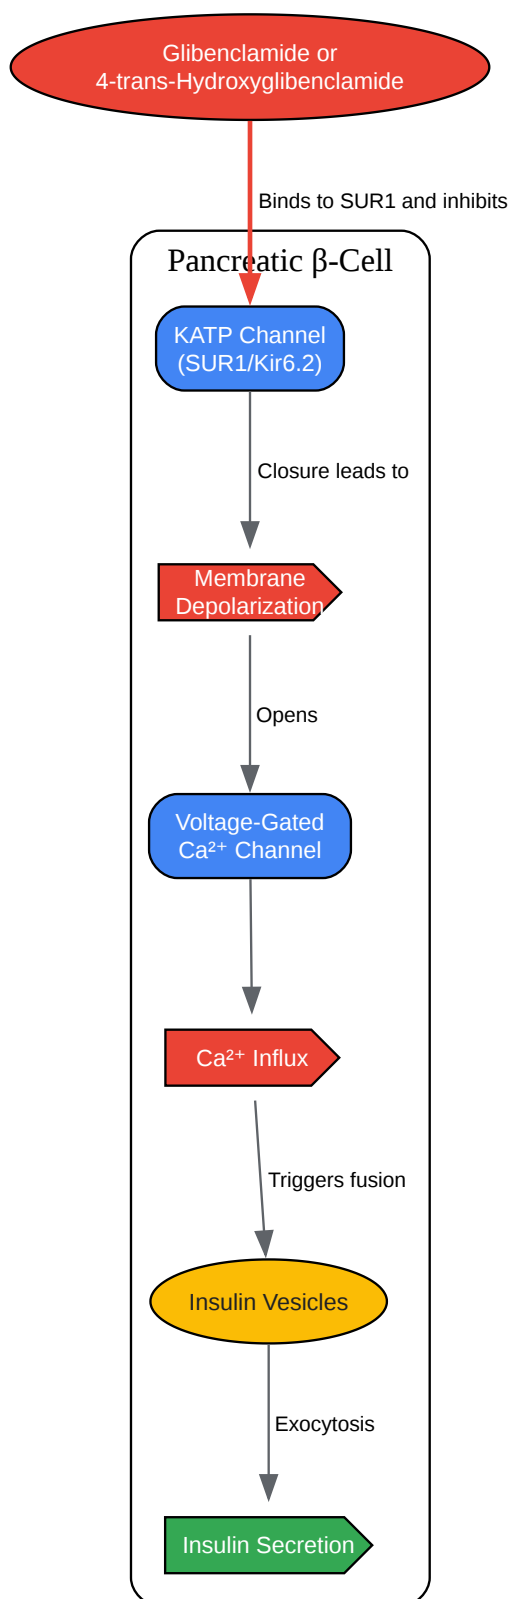 Glibenclamide or
4-trans-Hydroxyglibenclamide
Binds to SUR1 and inhibits
Pancreatic β-Cell
KATP Channel
(SUR1/Kir6.2)
Closure leads to
Membrane
Depolarization
Opens
Voltage-Gated
Ca²⁺ Channel
Ca²⁺ Influx
Triggers fusion
Insulin Vesicles
Exocytosis
Insulin Secretion